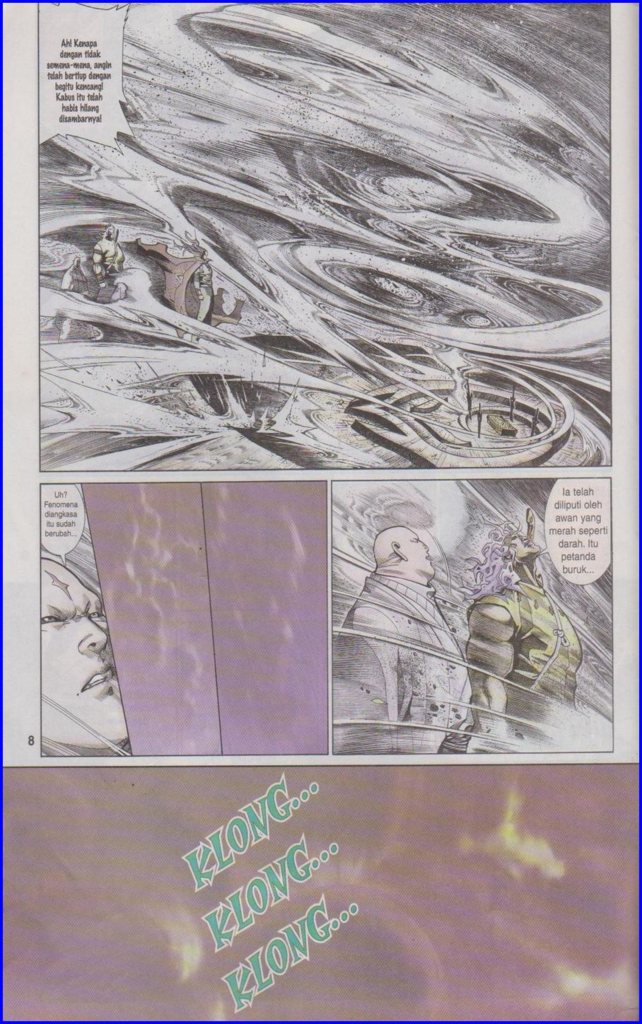 Ah! Kenapa
dengan tidak
semena-mena, angin
telah bertiup dengan
begitu kencang!
Kabus itu telah
habis hilang
disambarnya!
Uh?
Fenomena
diangkasa
itu sudah
berubah...
Ia telah
diliputi oleh
awan yang
merah seperti
darah. Itu
petanda
buruk...
8
KLONG...
KLONG...
KLONG...